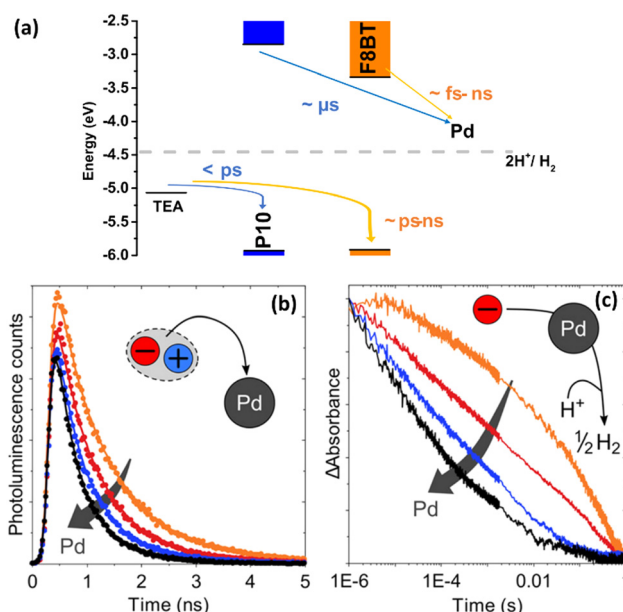 (a)
-2.5
-3.0
-3.5
-4.0
-4.5
-5.0
-5.5
-6.0
Energy (eV)
F8BT
~ fs- ns
~ µs
Pd
2H⁺/ H₂
< ps
TEA
P10
~ps-ns
(b)
Photoluminescence counts
− +
Pd
Pd
0 1 2 3 4 5
Time (ns)
(c)
ΔAbsorbance
−
Pd
H⁺
½ H₂
Pd
1E-6 1E-4 0.01
Time (s)